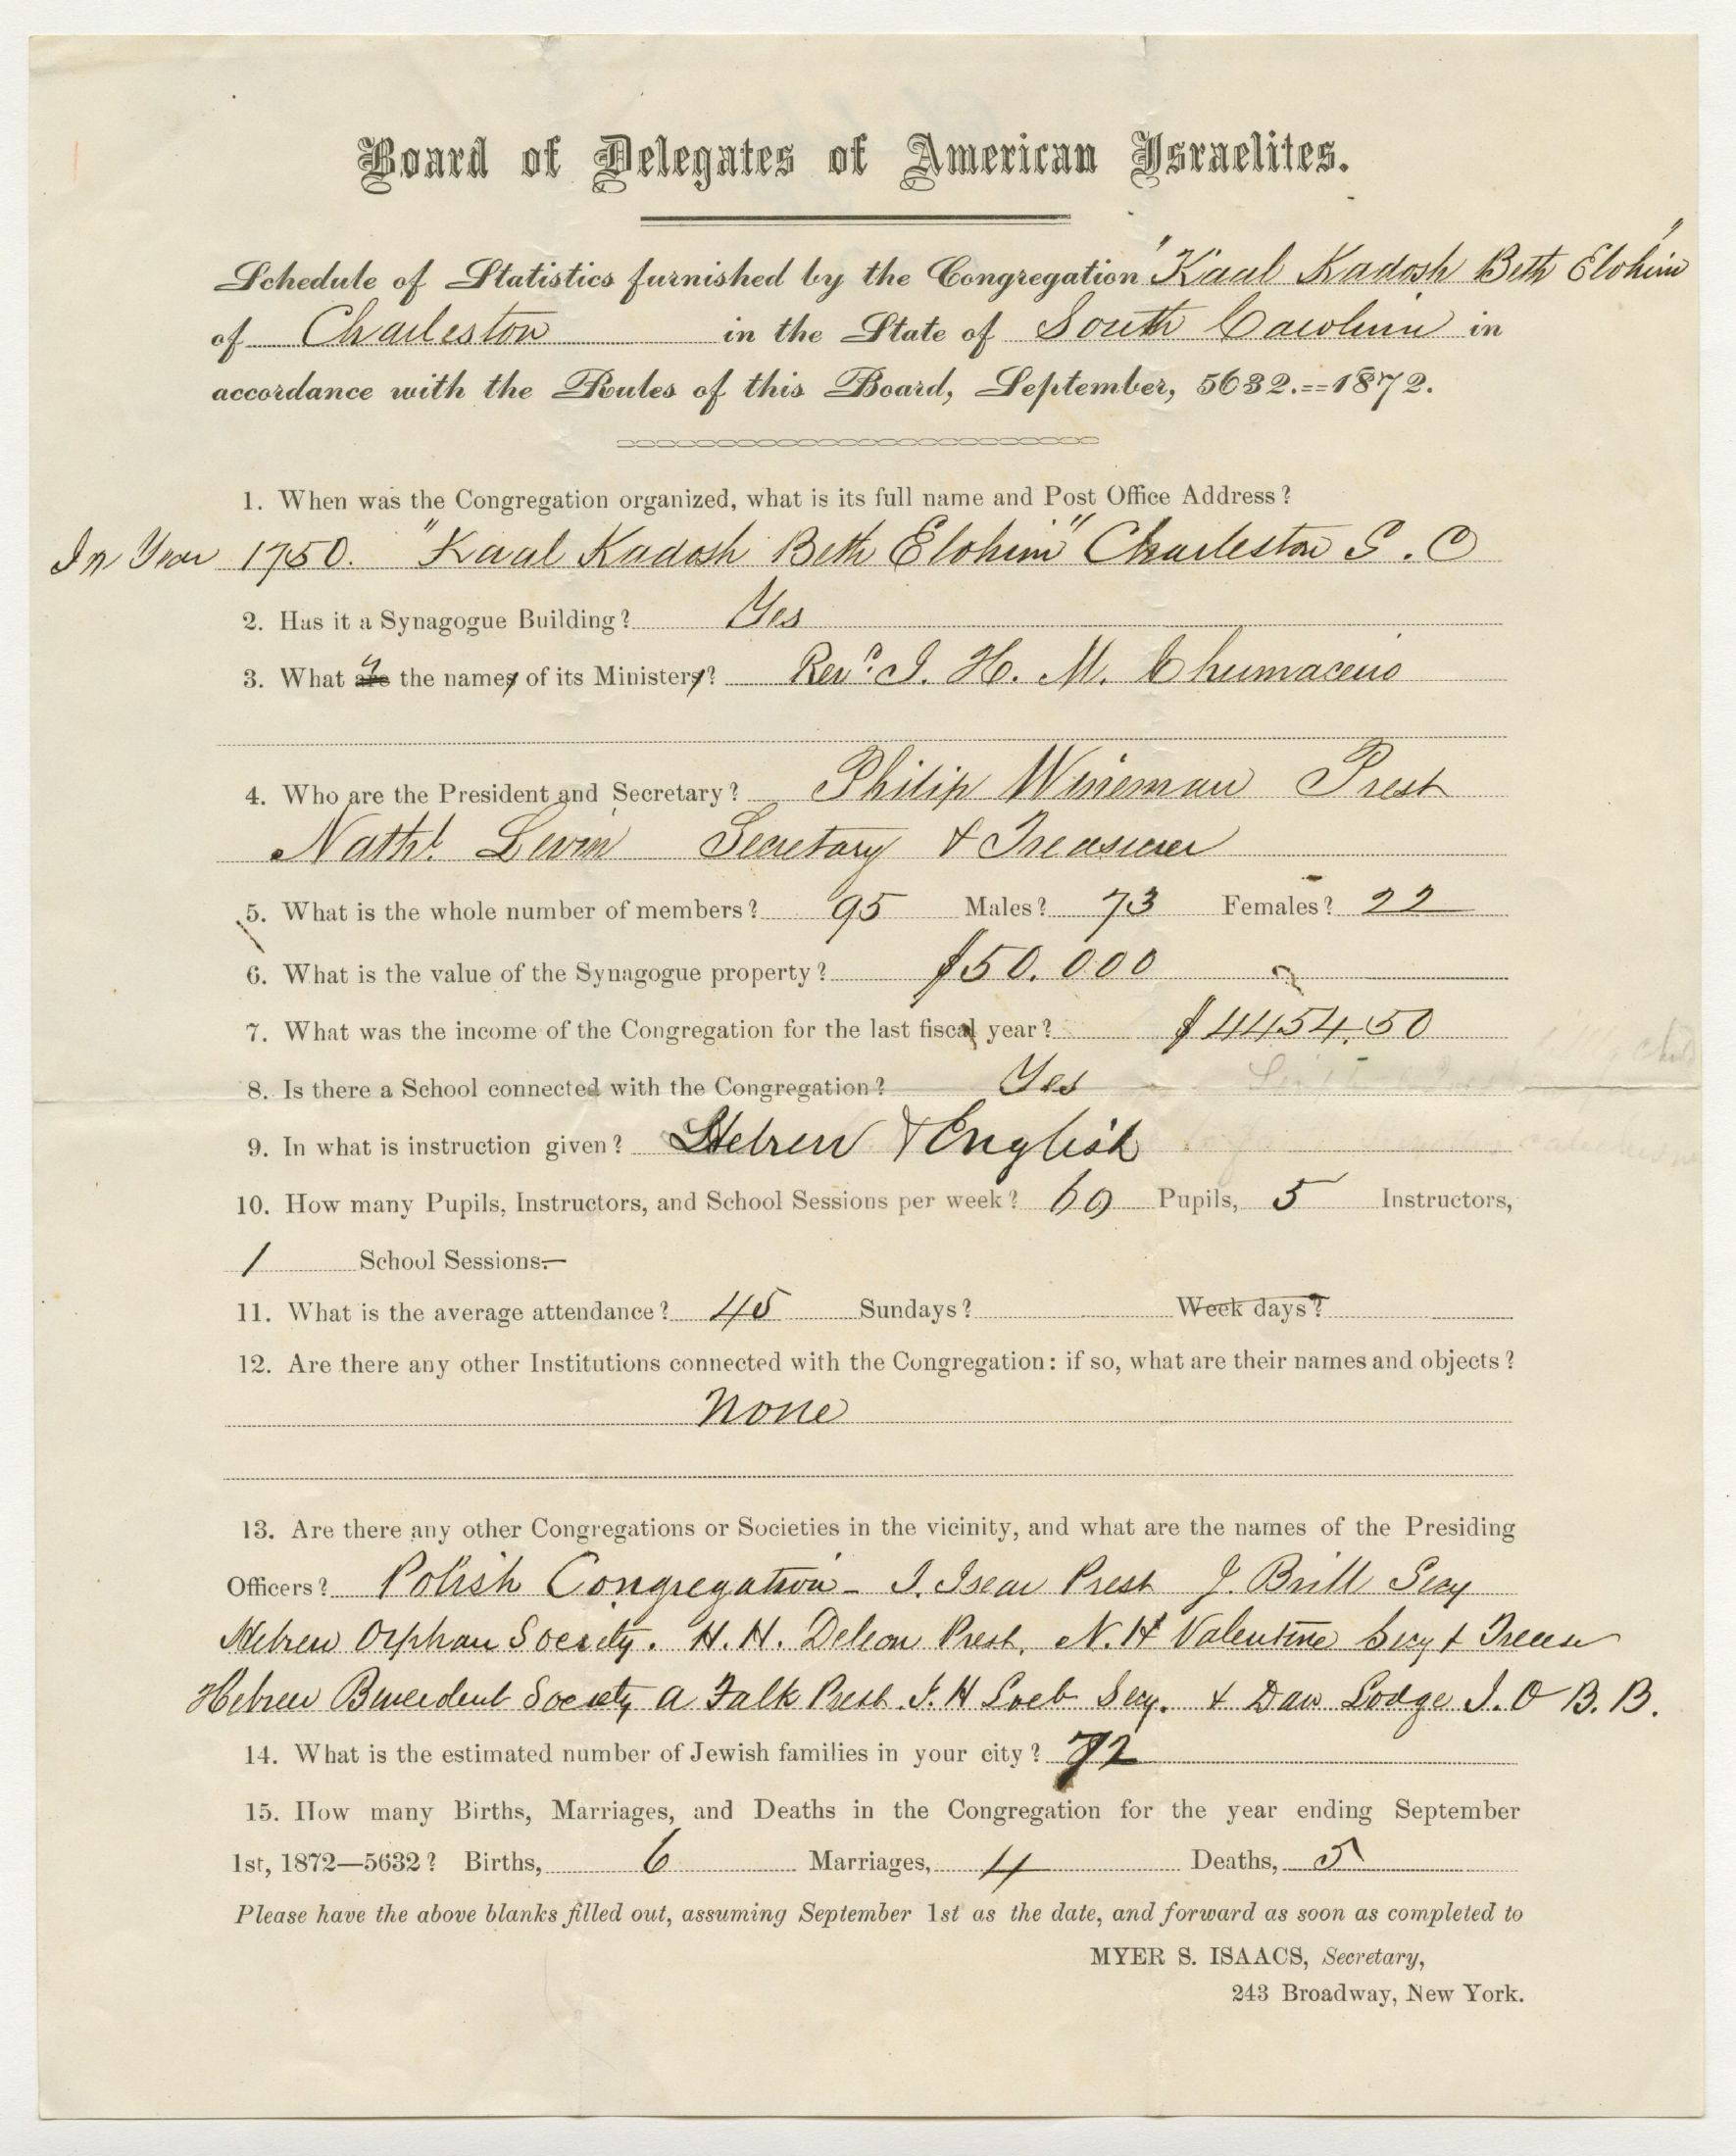 Board of Delegates of American Israelites.
Schedule of Statistics furnished by the Congregation "Kaal Kadosh Beth Elohim"
of Charleston in the State of South Carolina in
accordance with the Rules of this Board, September, 5632.==1872.
1. When was the Congregation organized, what is its full name and Post Office Address?
In Year 1750. "Kaal Kadosh Beth Elohim" Charleston S. C
2. Has it a Synagogue Building? Yes
3. What are the names of its Ministers? Revd. J. H. M. Chumaceiro
4. Who are the President and Secretary? Philip Wineman Prest
Nathl. Levin Secretary & Treasurer
5. What is the whole number of members? 95 Males? 73 Females? 22
6. What is the value of the Synagogue property? $50.000
7. What was the income of the Congregation for the last fiscal year? $4454.50
8. Is there a School connected with the Congregation? Yes
9. In what is instruction given? Hebrew & English
10. How many Pupils, Instructors, and School Sessions per week? 60 Pupils, 5 Instructors,
1 School Sessions.
11. What is the average attendance? 45 Sundays? Week days?
12. Are there any other Institutions connected with the Congregation: if so, what are their names and objects?
None
13. Are there any other Congregations or Societies in the vicinity, and what are the names of the Presiding
Officers? Polish Congregation - I. Isear Prest J. Brill Secy
Hebrew Orphan Society. H. H. Deleon Prest. N. H Valentine Secy & Treasr
Hebrew Benevolent Society A Falk Prest. J. H Loeb Secy. & Dan Lodge I. O B. B.
14. What is the estimated number of Jewish families in your city? 72
15. How many Births, Marriages, and Deaths in the Congregation for the year ending September
1st, 1872—5632? Births, 6 Marriages, 4 Deaths, 5
Please have the above blanks filled out, assuming September 1st as the date, and forward as soon as completed to
MYER S. ISAACS, Secretary,
243 Broadway, New York.